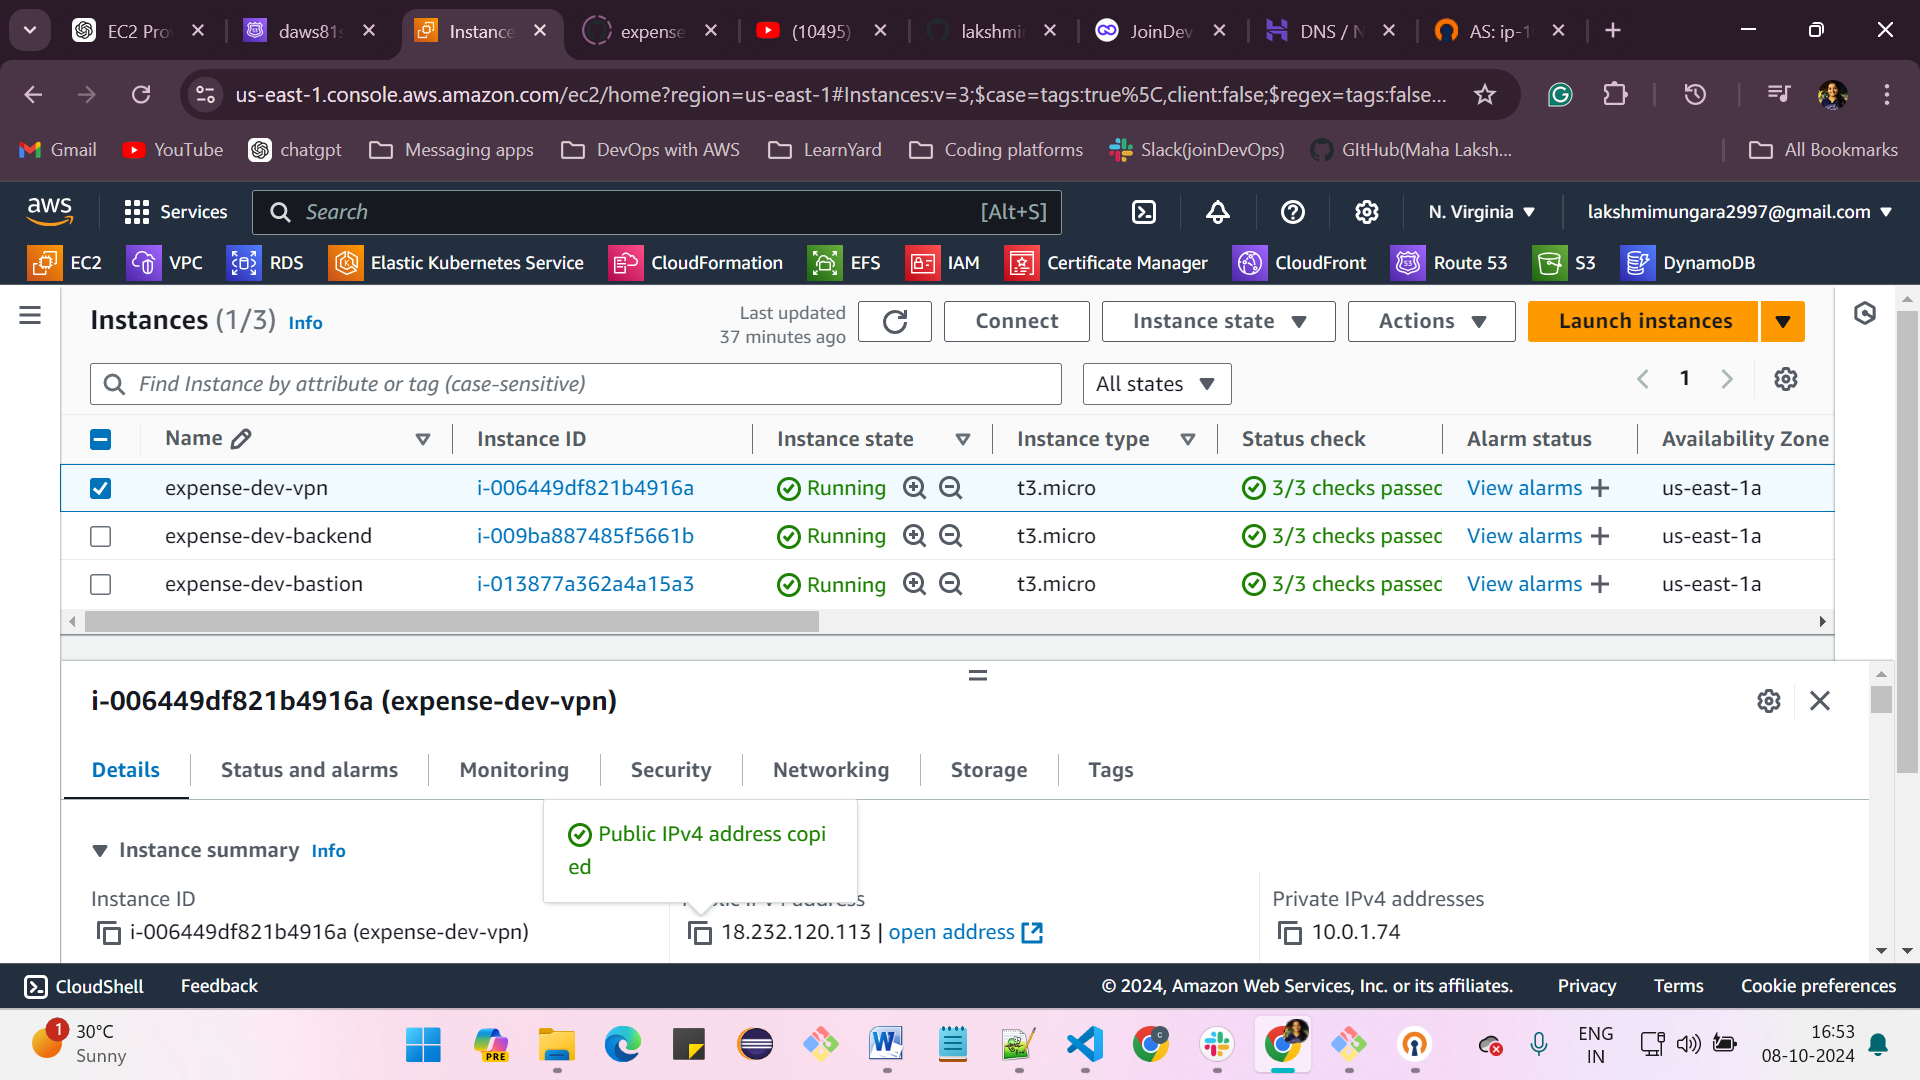 EC2 Pro
daws81s
Instance
expense
(10495)
lakshmi
JoinDev
DNS / N
AS: ip-1
us-east-1.console.aws.amazon.com/ec2/home?region=us-east-1#Instances:v=3;$case=tags:true%5C,client:false;$regex=tags:false...
Gmail
YouTube
chatgpt
Messaging apps
DevOps with AWS
LearnYard
Coding platforms
Slack(joinDevOps)
GItHub(Maha Laksh...
All Bookmarks
aws
Services
Search
[Alt+S]
N. Virginia
lakshmimungara2997@gmail.com
EC2
VPC
RDS
Elastic Kubernetes Service
CloudFormation
EFS
IAM
Certificate Manager
CloudFront
Route 53
S3
DynamoDB
Instances (1/3) Info
Last updated
37 minutes ago
Connect
Instance state
Actions
Launch instances
Find Instance by attribute or tag (case-sensitive)
All states
1
Name Instance ID Instance state Instance type Status check Alarm status Availability Zone
expense-dev-vpn i-006449df821b4916a Running t3.micro 3/3 checks passed View alarms us-east-1a
expense-dev-backend i-009ba887485f5661b Running t3.micro 3/3 checks passed View alarms us-east-1a
expense-dev-bastion i-013877a362a4a15a3 Running t3.micro 3/3 checks passed View alarms us-east-1a
i-006449df821b4916a (expense-dev-vpn)
Details
Status and alarms
Monitoring
Security
Networking
Storage
Tags
Public IPv4 address copi
ed
Instance summary Info
Instance ID
Private IPv4 addresses
i-006449df821b4916a (expense-dev-vpn)
18.232.120.113 | open address
10.0.1.74
CloudShell
Feedback
© 2024, Amazon Web Services, Inc. or its affiliates.
Privacy
Terms
Cookie preferences
1
30°C
Sunny
PRE
ENG
IN
16:53
08-10-2024